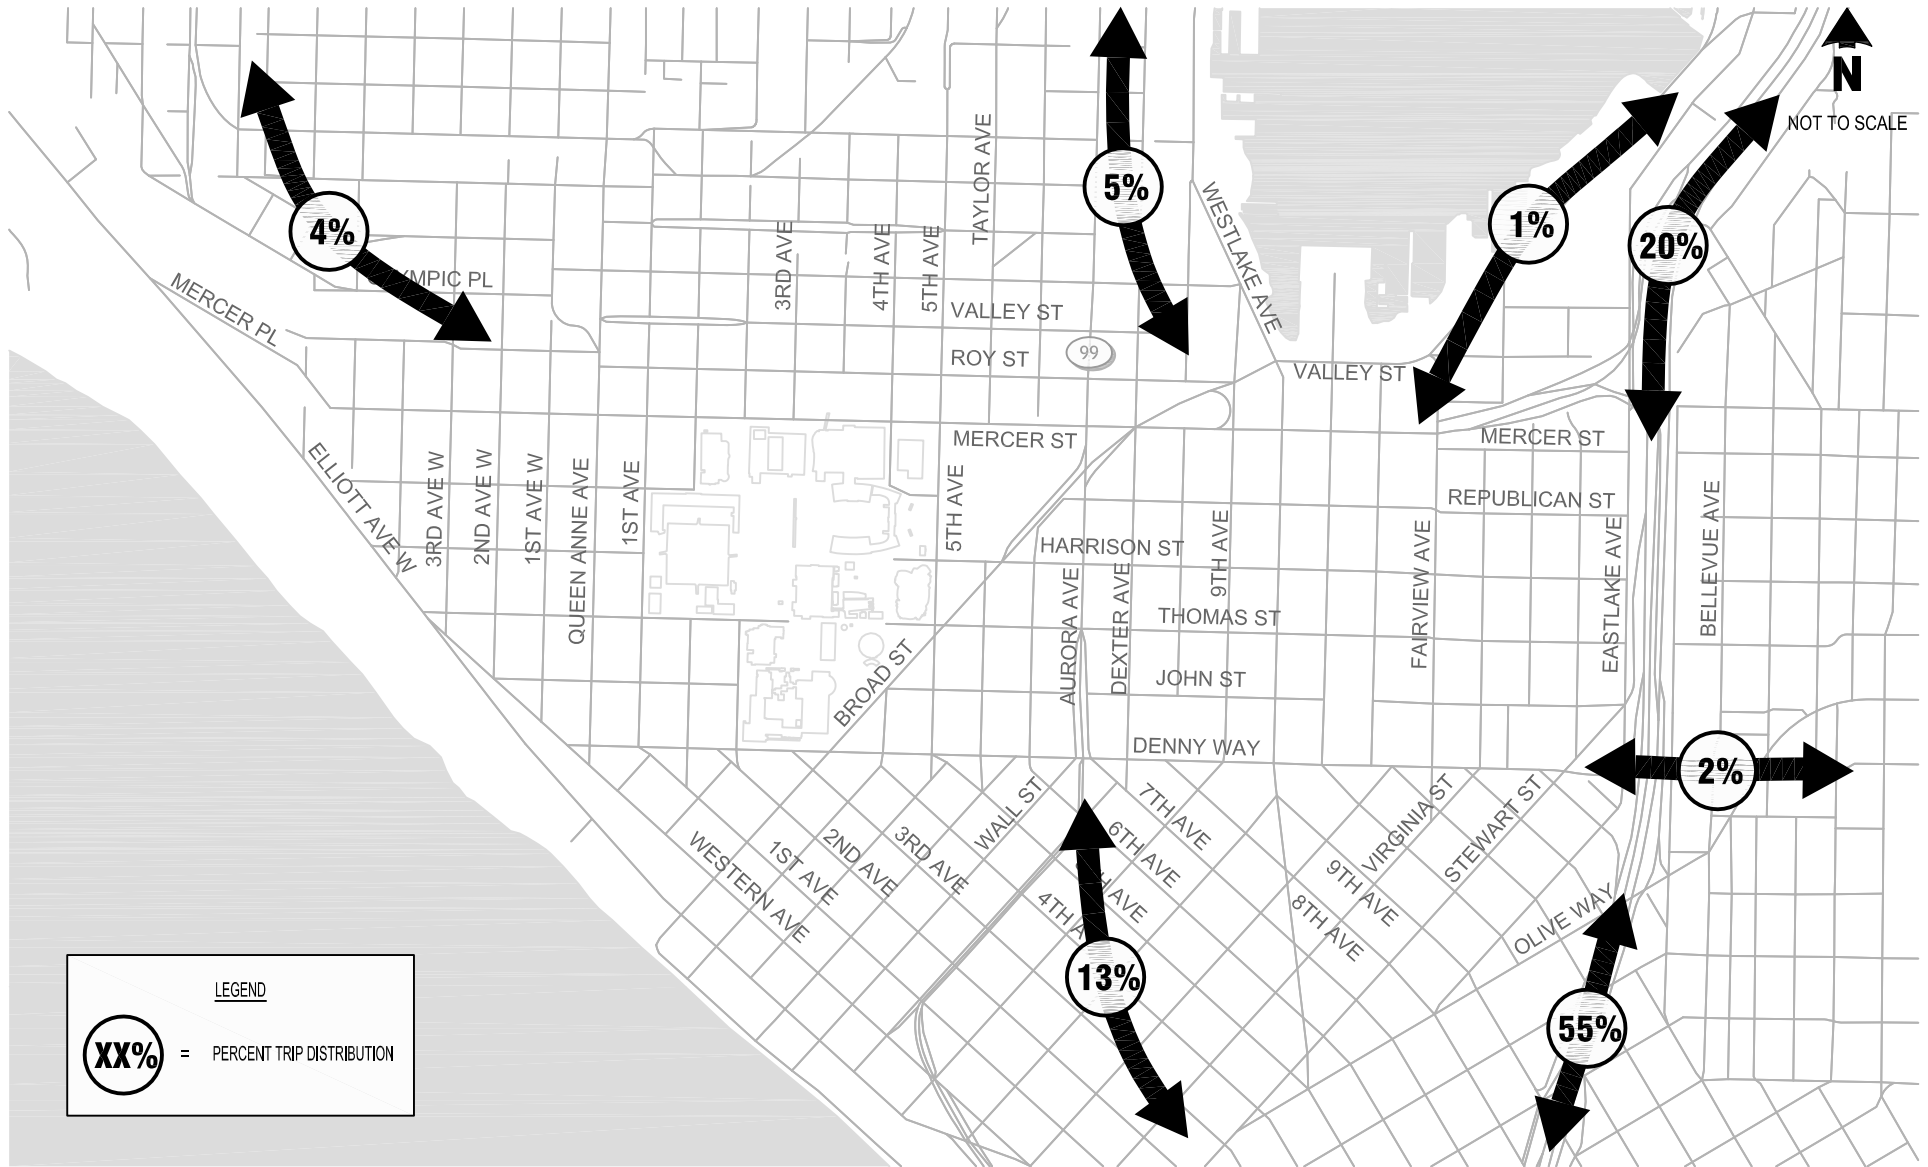 N
NOT TO SCALE
4%
5%
1%
20%
TAYLOR AVE
WESTLAKE AVE
3RD AVE
4TH AVE
5TH AVE
MERCER PL
VALLEY ST
ROY ST
99
VALLEY ST
MERCER ST
MERCER ST
ELLIOTT AVE W
3RD AVE W
2ND AVE W
1ST AVE W
QUEEN ANNE AVE
1ST AVE
5TH AVE
REPUBLICAN ST
HARRISON ST
9TH AVE
FAIRVIEW AVE
EASTLAKE AVE
BELLEVUE AVE
AURORA AVE
DEXTER AVE
THOMAS ST
JOHN ST
BROAD ST
DENNY WAY
2%
WESTERN AVE
1ST AVE
2ND AVE
3RD AVE
WALL ST
4TH A
H AVE
6TH AVE
7TH AVE
8TH AVE
9TH AVE
VIRGINIA ST
STEWART ST
OLIVE WAY
13%
55%
LEGEND
XX% = PERCENT TRIP DISTRIBUTION